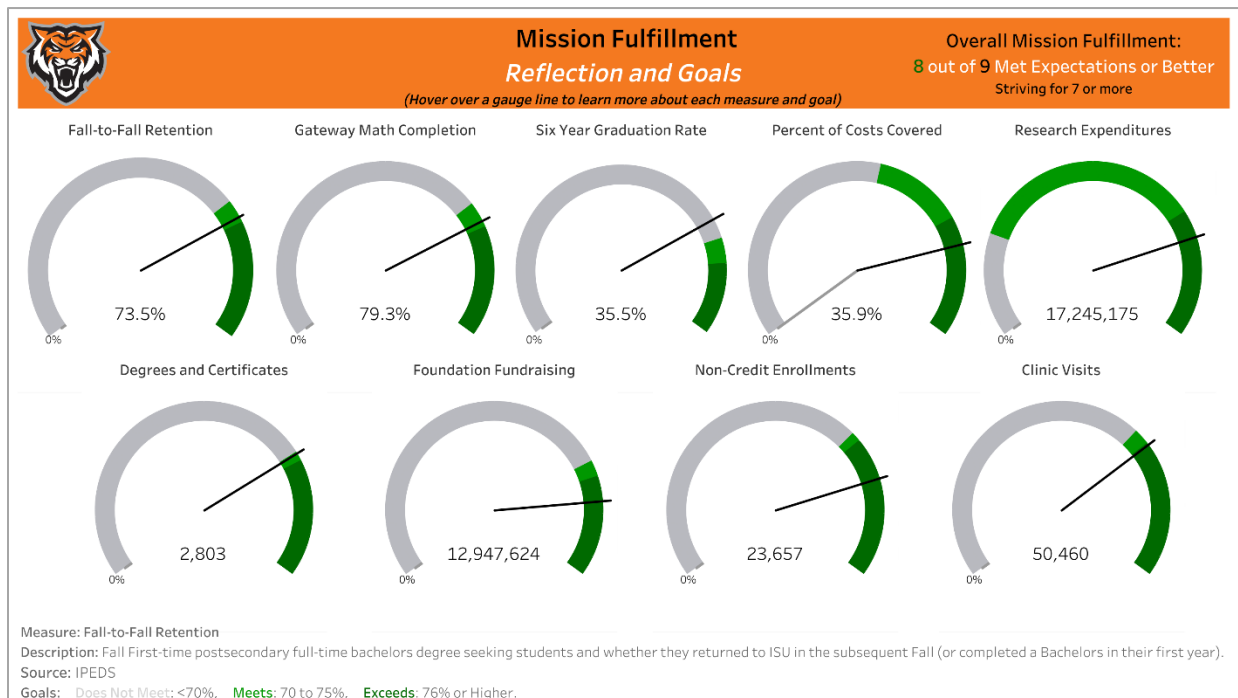 Mission Fulfillment
Reflection and Goals
(Hover over a gauge line to learn more about each measure and goal)
Overall Mission Fulfillment:
8 out of 9 Met Expectations or Better
Striving for 7 or more
Fall-to-Fall Retention
Gateway Math Completion
Six Year Graduation Rate
Percent of Costs Covered
Research Expenditures
73.5%
79.3%
35.5%
35.9%
17,245,175
0%
0%
0%
0%
0%
Degrees and Certificates
Foundation Fundraising
Non-Credit Enrollments
Clinic Visits
2,803
12,947,624
23,657
50,460
0%
0%
0%
0%
Measure: Fall-to-Fall Retention
Description: Fall First-time postsecondary full-time bachelors degree seeking students and whether they returned to ISU in the subsequent Fall (or completed a Bachelors in their first year).
Source: IPEDS
Goals: Does Not Meet: <70%, Meets: 70 to 75%, Exceeds: 76% or Higher.